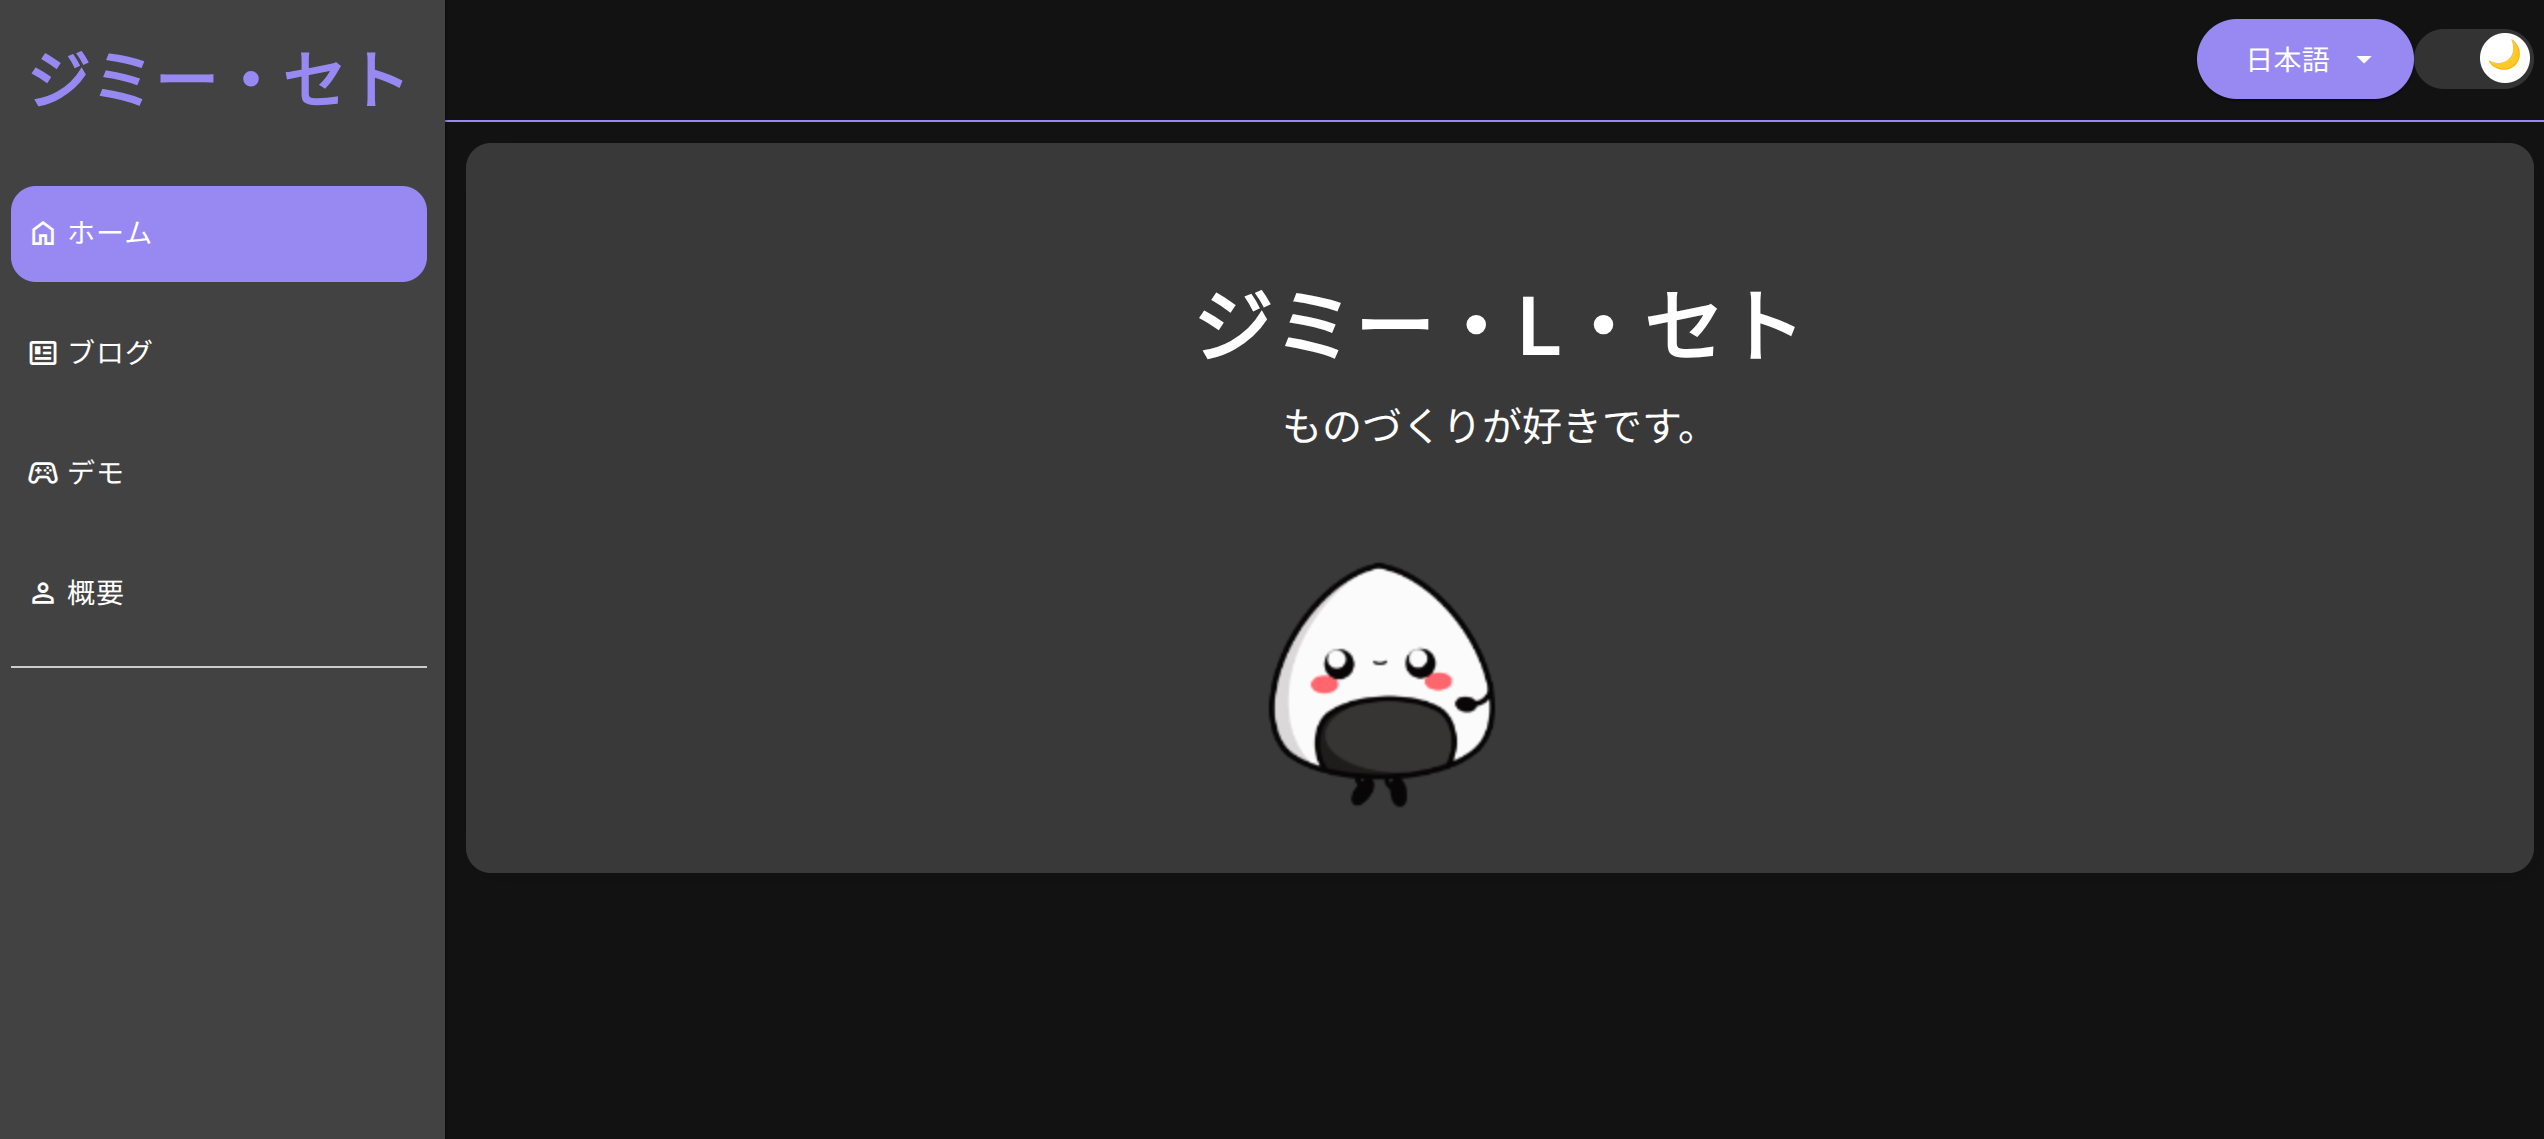 ジミー・セト
ホーム
ブログ
デモ
概要
日本語
ジミー・L・セト
ものづくりが好きです。